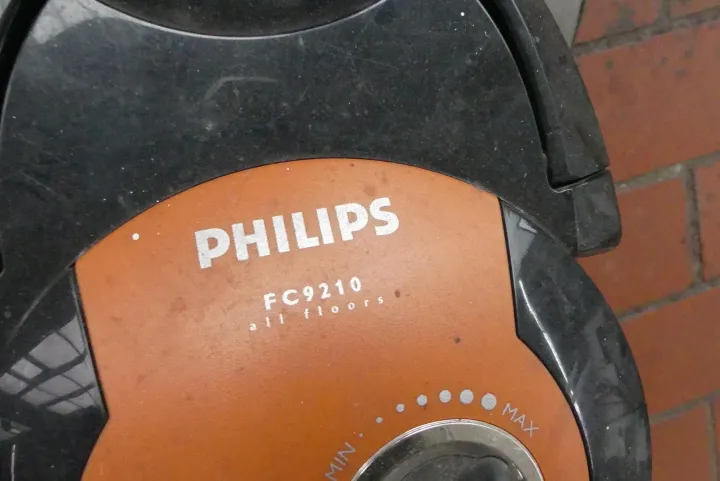 PHILIPS
FC9210
all floors
MIN
MAX